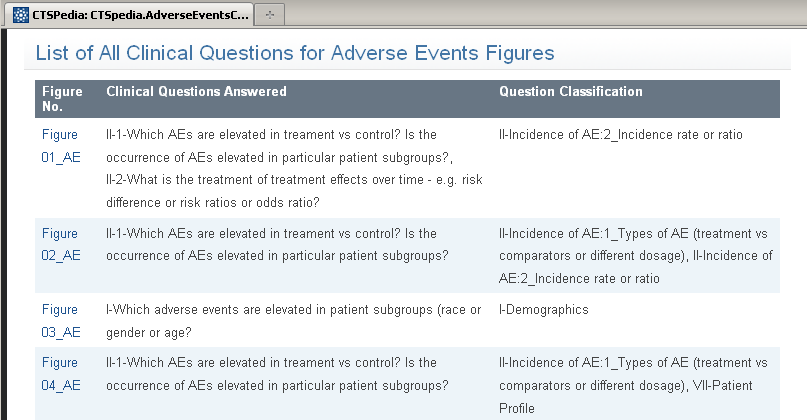 CTSPedia: CTSpedia.AdverseEventsC...
List of All Clinical Questions for Adverse Events Figures
Figure No.
Clinical Questions Answered
Question Classification
Figure 01_AE
II-1-Which AEs are elevated in treament vs control? Is the
occurrence of AEs elevated in particular patient subgroups?,
II-2-What is the treatment of treatment effects over time - e.g. risk
difference or risk ratios or odds ratio?
II-Incidence of AE:2_Incidence rate or ratio
Figure 02_AE
II-1-Which AEs are elevated in treament vs control? Is the
occurrence of AEs elevated in particular patient subgroups?
II-Incidence of AE:1_Types of AE (treatment vs
comparators or different dosage), II-Incidence of
AE:2_Incidence rate or ratio
Figure 03_AE
I-Which adverse events are elevated in patient subgroups (race or
gender or age?
I-Demographics
Figure 04_AE
II-1-Which AEs are elevated in treament vs control? Is the
occurrence of AEs elevated in particular patient subgroups?
II-Incidence of AE:1_Types of AE (treatment vs
comparators or different dosage), VII-Patient
Profile